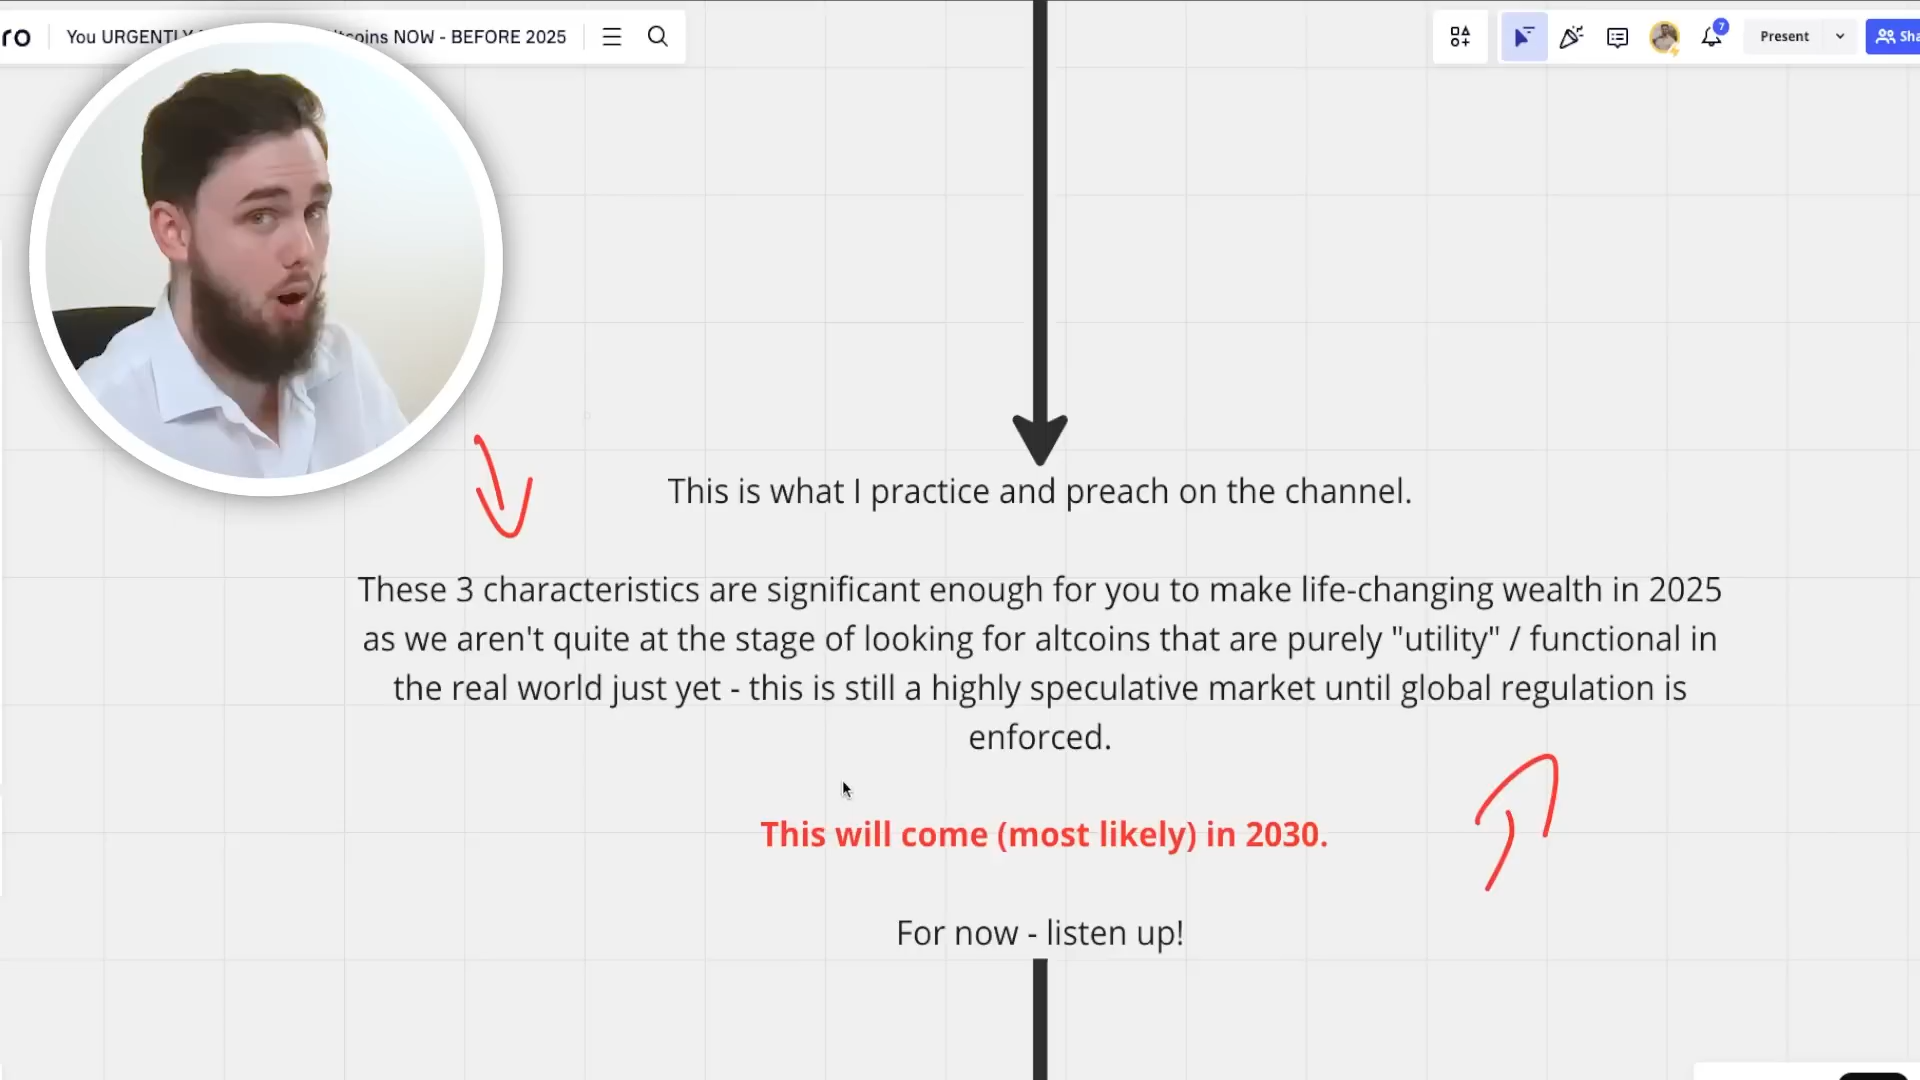 ro
You URGENTLY
coins NOW - BEFORE 2025
7
Present
Sha
This is what I practice and preach on the channel.
These 3 characteristics are significant enough for you to make life-changing wealth in 2025
as we aren't quite at the stage of looking for altcoins that are purely "utility" / functional in
the real world just yet - this is still a highly speculative market until global regulation is
enforced.
This will come (most likely) in 2030.
For now - listen up!